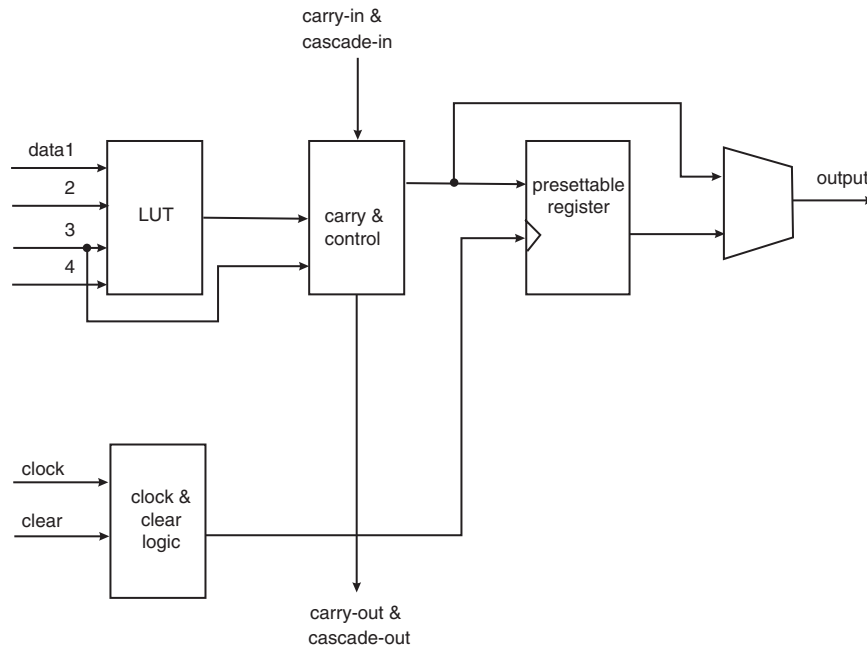 carry-in &
cascade-in
data1
2
3
4
LUT
carry &
control
presettable
register
output
clock
clear
clock &
clear
logic
carry-out &
cascade-out